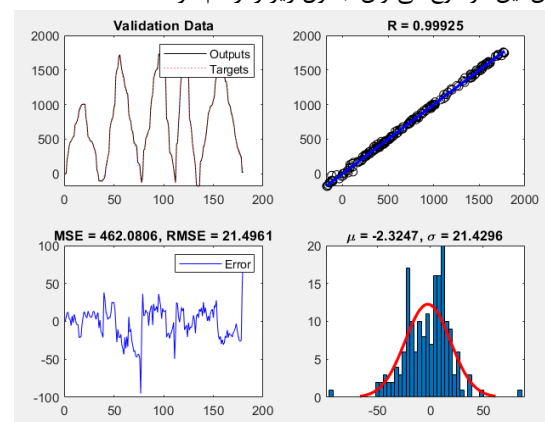 Validation Data
2000
1500
1000
500
0
Outputs
Targets
0 50 100 150 200
R = 0.99925
2000
1500
1000
500
0
0 500 1000 1500 2000
MSE = 462.0806, RMSE = 21.4961
100
50
0
-50
-100
Error
0 50 100 150 200
μ = -2.3247, σ = 21.4296
20
15
10
5
0
-50 0 50